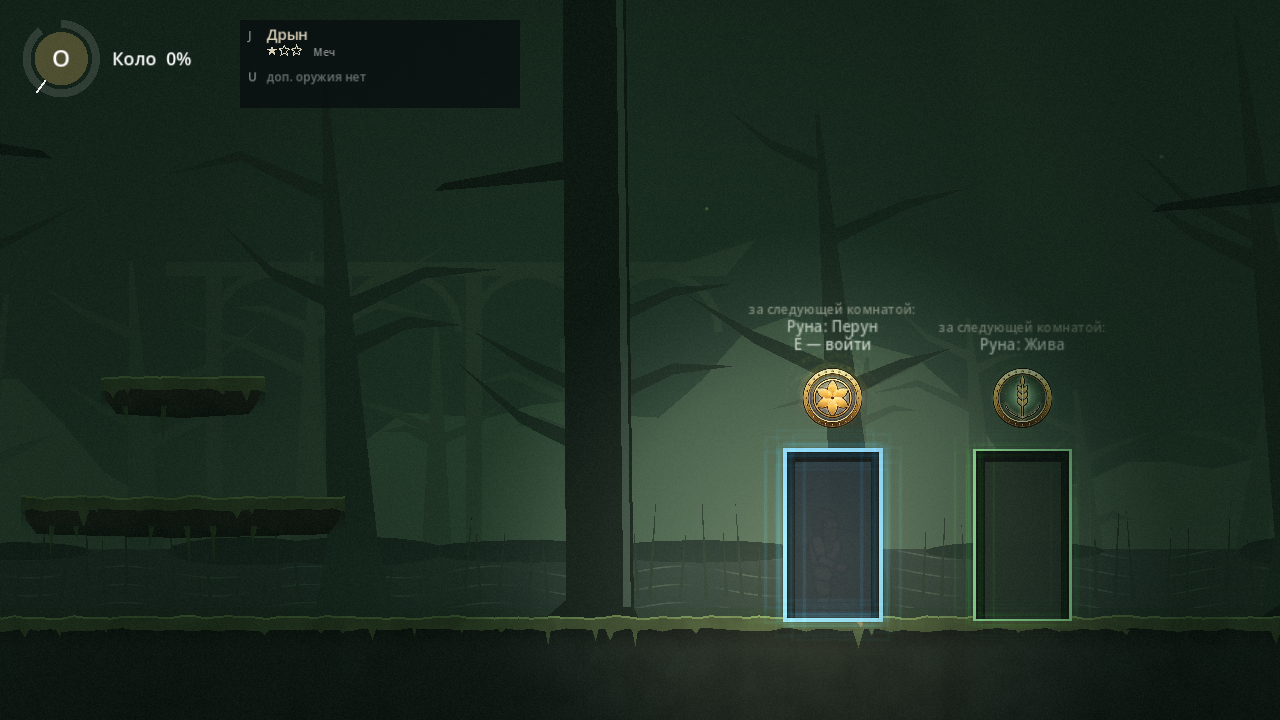 O
Коло 0%
J Дрын
★☆☆ Меч
U доп. оружия нет
за следующей комнатой:
Руна: Перун
E — войти
за следующей комнатой:
Руна: Жива